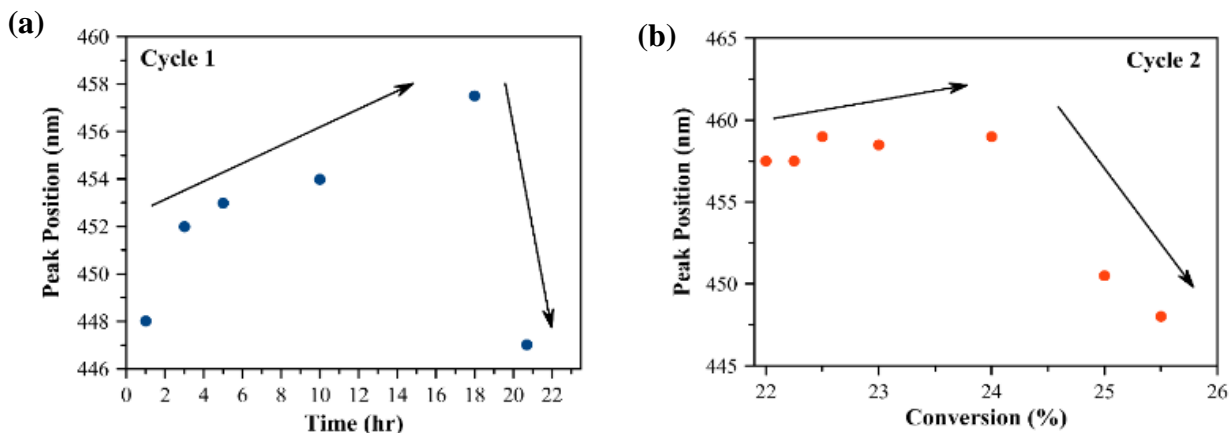 (a)
Cycle 1
Peak Position (nm)
460
458
456
454
452
450
448
446
0 2 4 6 8 10 12 14 16 18 20 22
Time (hr)
(b)
Cycle 2
Peak Position (nm)
465
460
455
450
445
22 23 24 25 26
Conversion (%)